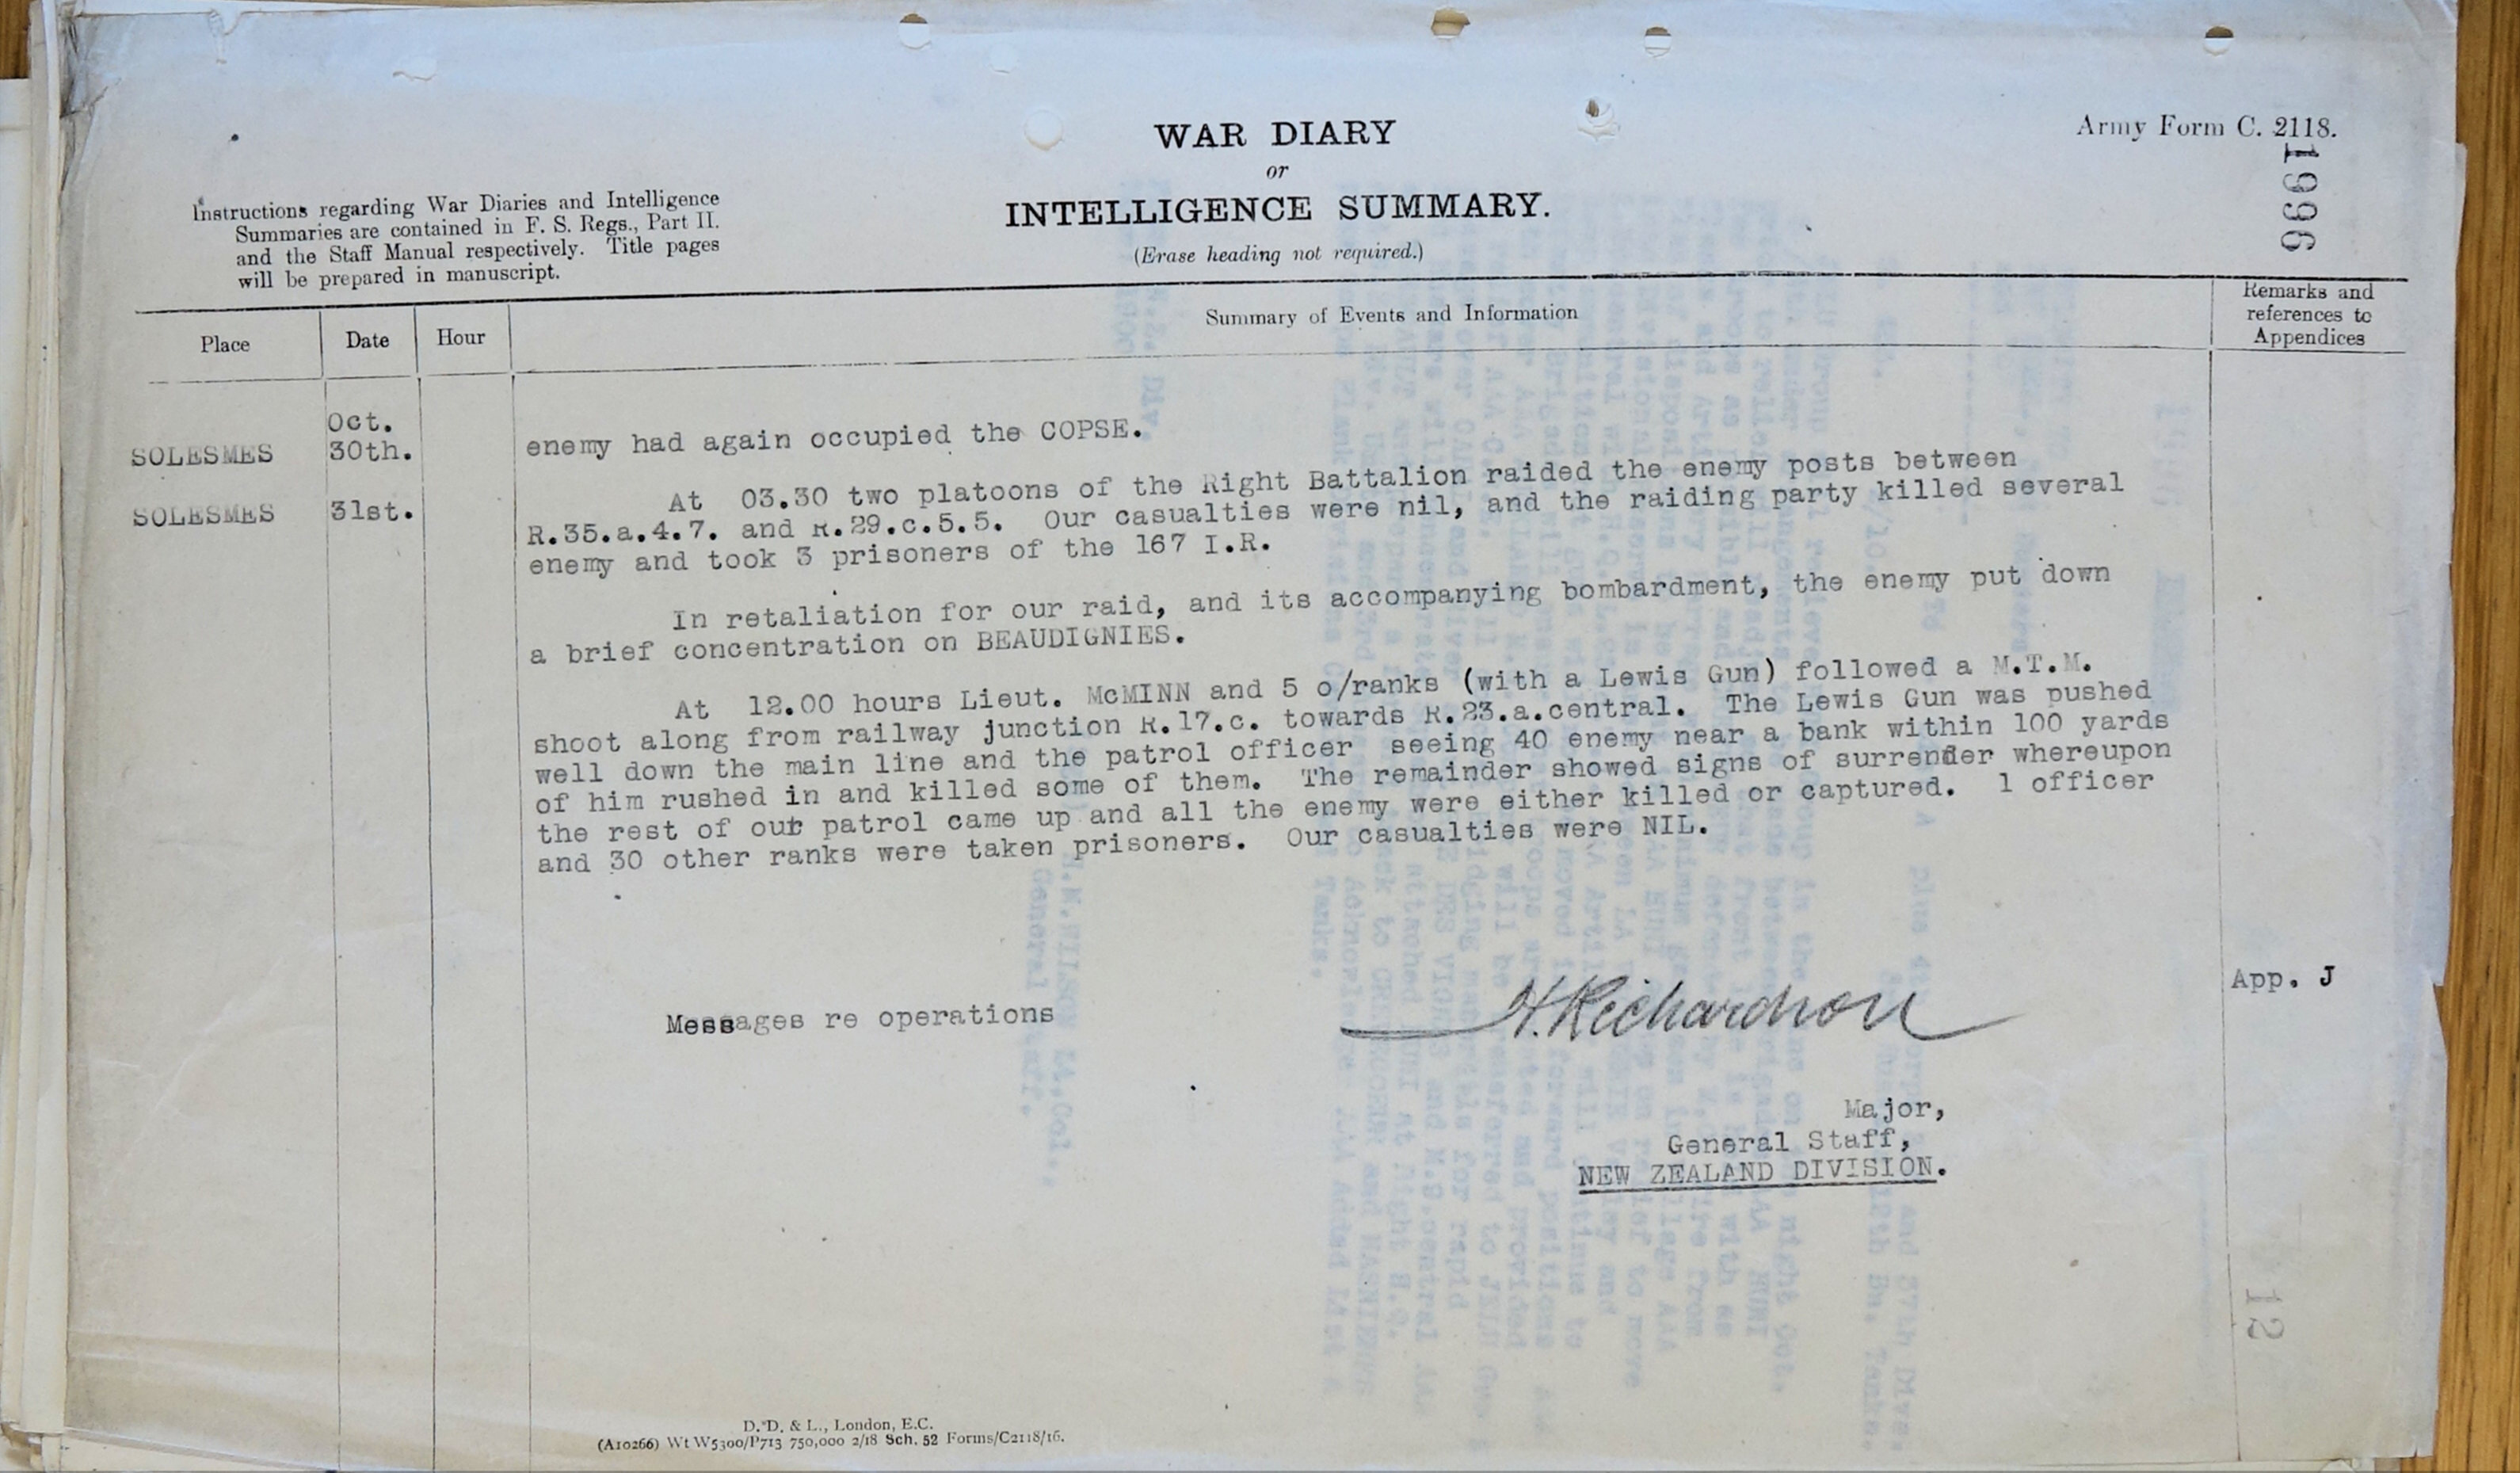 WAR DIARY
or
INTELLIGENCE SUMMARY.
(Erase heading not required.)
Army Form C. 2118.
1996
Instructions regarding War Diaries and Intelligence
Summaries are contained in F. S. Regs., Part II.
and the Staff Manual respectively. Title pages
will be prepared in manuscript.
Place
Date
Hour
Summary of Events and Information
Remarks and
references to
Appendices
SOLESMES
Oct.
30th.
enemy had again occupied the COPSE.
SOLESMES
31st.
At 03.30 two platoons of the Right Battalion raided the enemy posts between
R.35.a.4.7. and R.29.c.5.5. Our casualties were nil, and the raiding party killed several
enemy and took 3 prisoners of the 167 I.R.
In retaliation for our raid, and its accompanying bombardment, the enemy put down
a brief concentration on BEAUDIGNIES.
At 12.00 hours Lieut. McMINN and 5 o/ranks (with a Lewis Gun) followed a M.T.M.
shoot along from railway junction R.17.c. towards R.23.a.central. The Lewis Gun was pushed
well down the main line and the patrol officer seeing 40 enemy near a bank within 100 yards
of him rushed in and killed some of them. The remainder showed signs of surrender whereupon
the rest of our patrol came up and all the enemy were either killed or captured. 1 officer
and 30 other ranks were taken prisoners. Our casualties were NIL.
Messages re operations
App. J
H. Richardson
Major,
General Staff,
NEW ZEALAND DIVISION.
12
D. D. & L., London, E.C.
(A10266) Wt W5300/P713 750,000 2/18 Sch. 52 Forms/C2118/16.